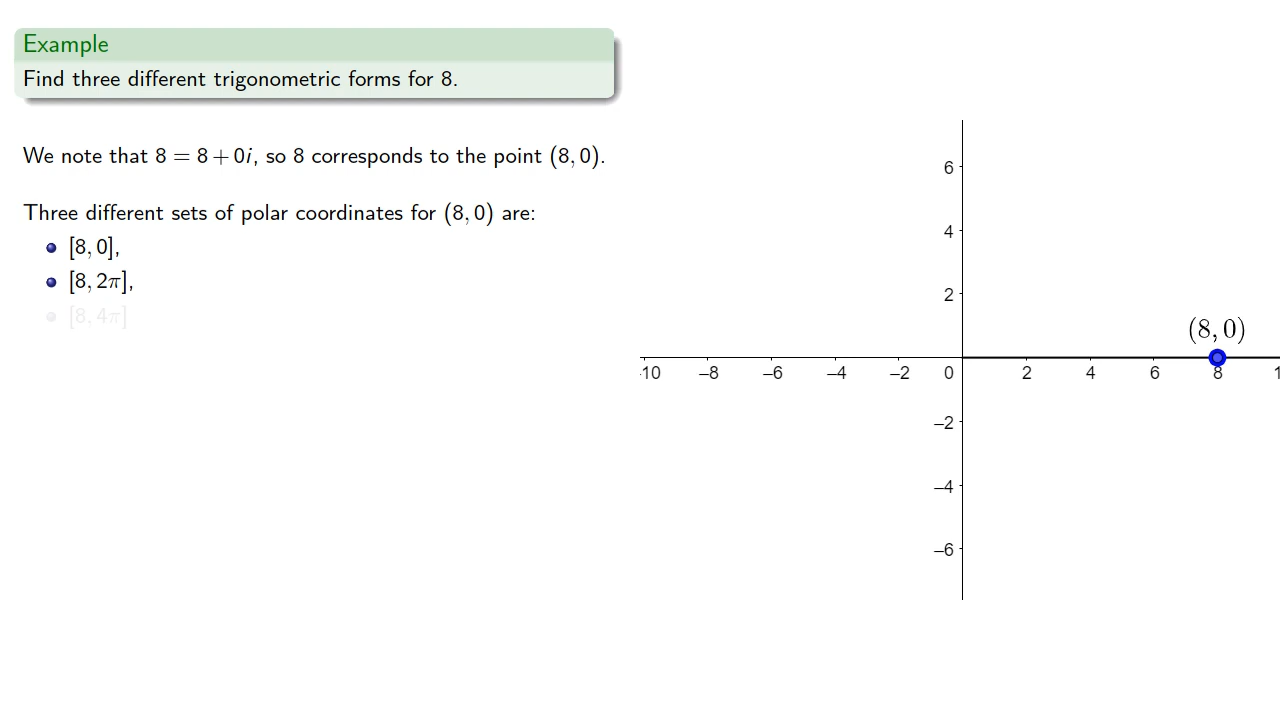 Example
Find three different trigonometric forms for 8.
We note that 8 = 8 + 0i, so 8 corresponds to the point (8, 0).
Three different sets of polar coordinates for (8, 0) are:
[8, 0],
[8, 2π],
[8, 4π]
6
4
2
(8, 0)
-10 –8 –6 –4 –2 0 2 4 6 8 1
–2
–4
–6